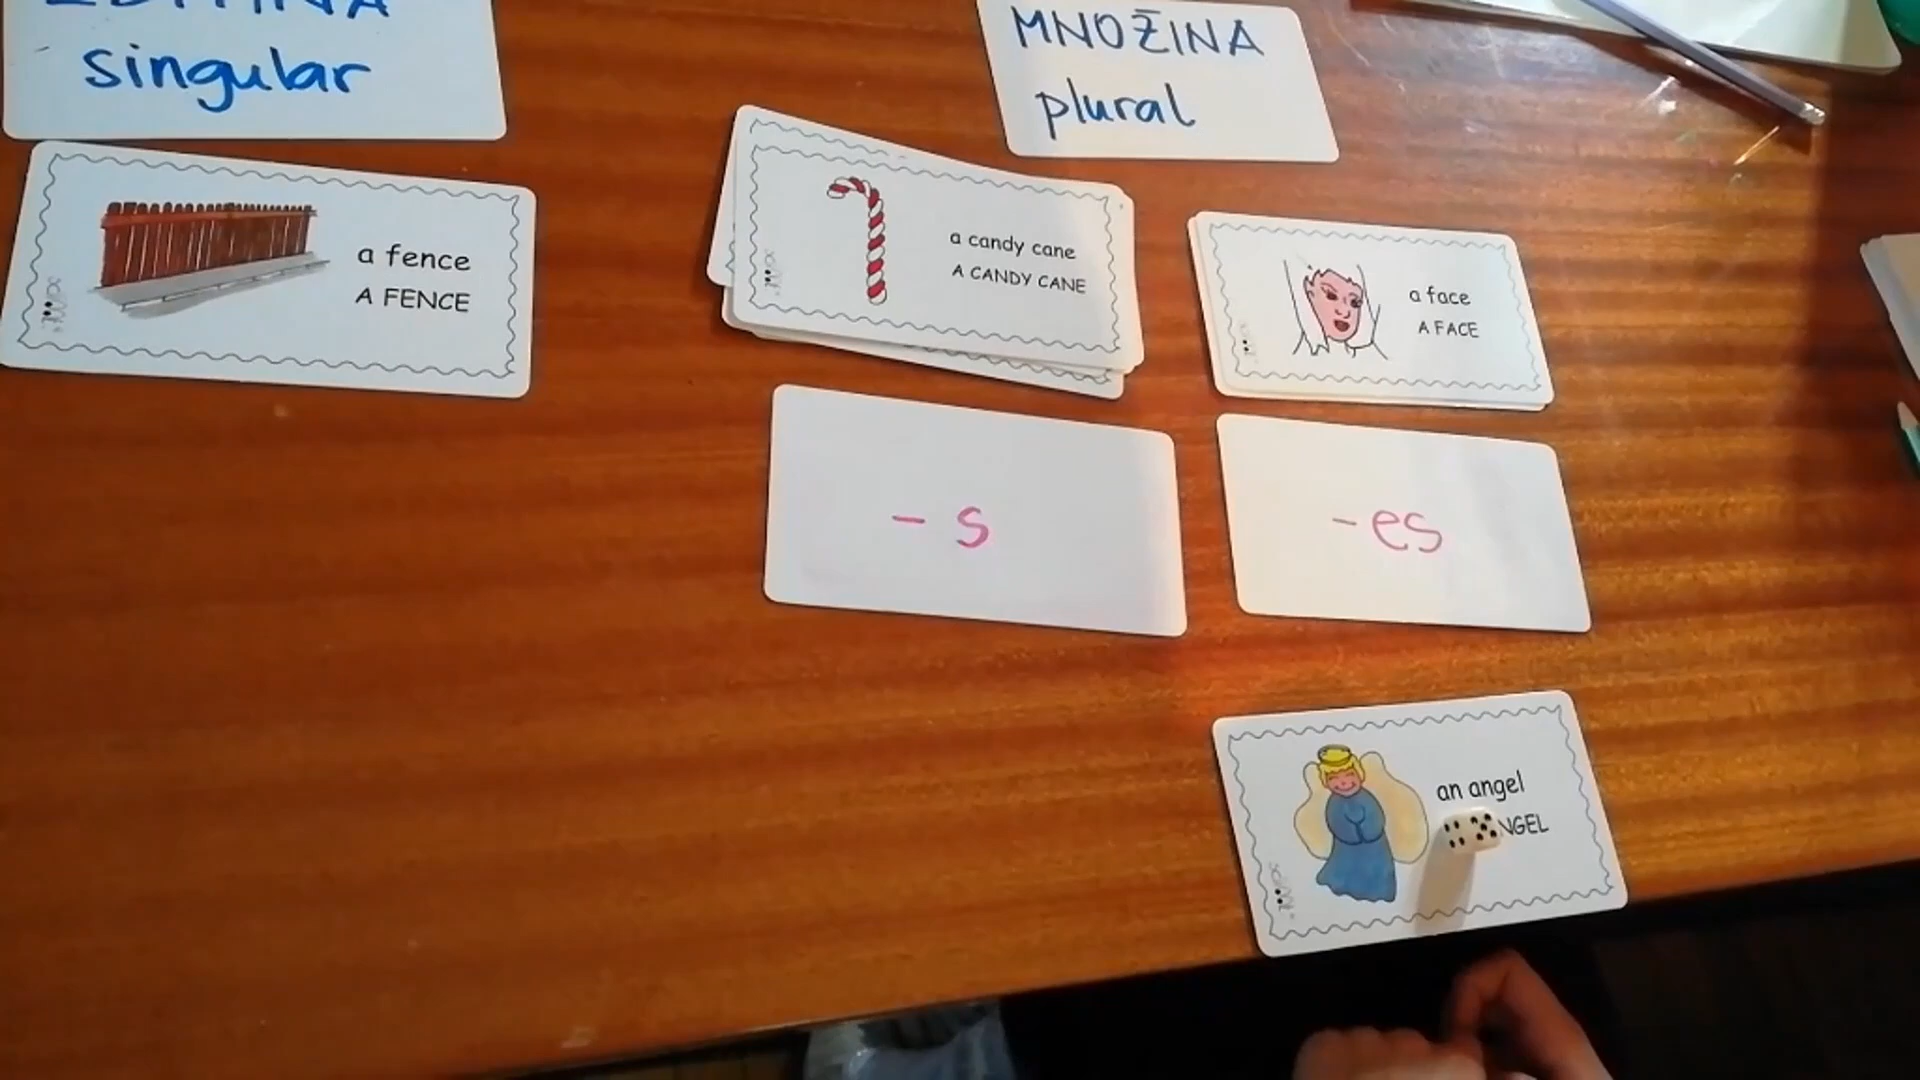 singular
MNOŽINA
plural
a fence
A FENCE
a candy cane
A CANDY CANE
a face
A FACE
- s
- es
an angel